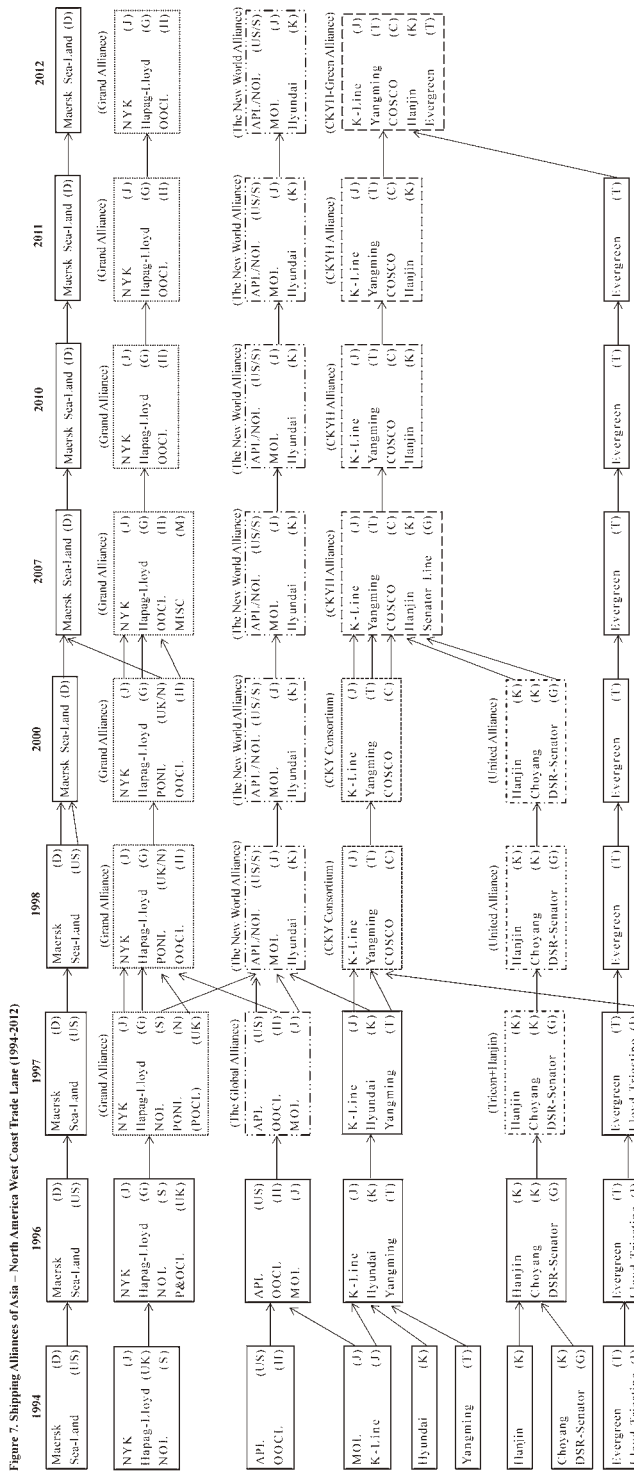 Figure 7. Shipping Alliances of Asia – North America West Coast Trade Lane (1994-2012)
1994
Maersk (D)
Sea-Land (US)
NYK (J)
Hapag-Lloyd (UK)
NOL (S)
APL (US)
OOCL (H)
MOL (J)
K-Line (J)
Hyundai (K)
Yangming (T)
Hanjin (K)
Choyang (K)
DSR-Senator (G)
Evergreen (T)
1996
Maersk (D)
Sea-Land (US)
NYK (J)
Hapag-Lloyd (G)
NOL (S)
P&OCL (UK)
APL (US)
OOCL (H)
MOL (J)
K-Line (J)
Hyundai (K)
Yangming (T)
Hanjin (K)
Choyang (K)
DSR-Senator (G)
Evergreen (T)
1997
Maersk (D)
Sea-Land (US)
(Grand Alliance)
NYK (J)
Hapag-Lloyd (G)
NOL (S)
PONL (N)
(POCL) (UK)
(The Global Alliance)
APL (US)
OOCL (H)
MOL (J)
K-Line (J)
Hyundai (K)
Yangming (T)
(Tricon+Hanjin)
Hanjin (K)
Choyang (K)
DSR-Senator (G)
Evergreen (T)
1998
Maersk (D)
Sea-Land (US)
(Grand Alliance)
NYK (J)
Hapag-Lloyd (G)
PONL (UK/N)
OOCL (H)
(The New World Alliance)
APL/NOL (US/S)
MOL (J)
Hyundai (K)
(CKY Consortium)
K-Line (J)
Yangming (T)
COSCO (C)
(United Alliance)
Hanjin (K)
Choyang (K)
DSR-Senator (G)
Evergreen (T)
2000
Maersk Sea-Land (D)
(Grand Alliance)
NYK (J)
Hapag-Lloyd (G)
PONL (UK/N)
OOCL (H)
(The New World Alliance)
APL/NOL (US/S)
MOL (J)
Hyundai (K)
(CKY Consortium)
K-Line (J)
Yangming (T)
COSCO (C)
(United Alliance)
Hanjin (K)
Choyang (K)
DSR-Senator (G)
Evergreen (T)
2007
Maersk Sea-Land (D)
(Grand Alliance)
NYK (J)
Hapag-Lloyd (G)
OOCL (H)
MISC (M)
(The New World Alliance)
APL/NOL (US/S)
MOL (J)
Hyundai (K)
(CKYH Alliance)
K-Line (J)
Yangming (T)
COSCO (C)
Hanjin (K)
Senator Line (G)
Evergreen (T)
2010
Maersk Sea-Land (D)
(Grand Alliance)
NYK (J)
Hapag-Lloyd (G)
OOCL (H)
(The New World Alliance)
APL/NOL (US/S)
MOL (J)
Hyundai (K)
(CKYH Alliance)
K-Line (J)
Yangming (T)
COSCO (C)
Hanjin (K)
Evergreen (T)
2011
Maersk Sea-Land (D)
(Grand Alliance)
NYK (J)
Hapag-Lloyd (G)
OOCL (H)
(The New World Alliance)
APL/NOL (US/S)
MOL (J)
Hyundai (K)
(CKYH Alliance)
K-Line (J)
Yangming (T)
COSCO (C)
Hanjin (K)
Evergreen (T)
2012
Maersk Sea-Land (D)
(Grand Alliance)
NYK (J)
Hapag-Lloyd (G)
OOCL (H)
(The New World Alliance)
APL/NOL (US/S)
MOL (J)
Hyundai (K)
(CKYH-Green Alliance)
K-Line (J)
Yangming (T)
COSCO (C)
Hanjin (K)
Evergreen (T)